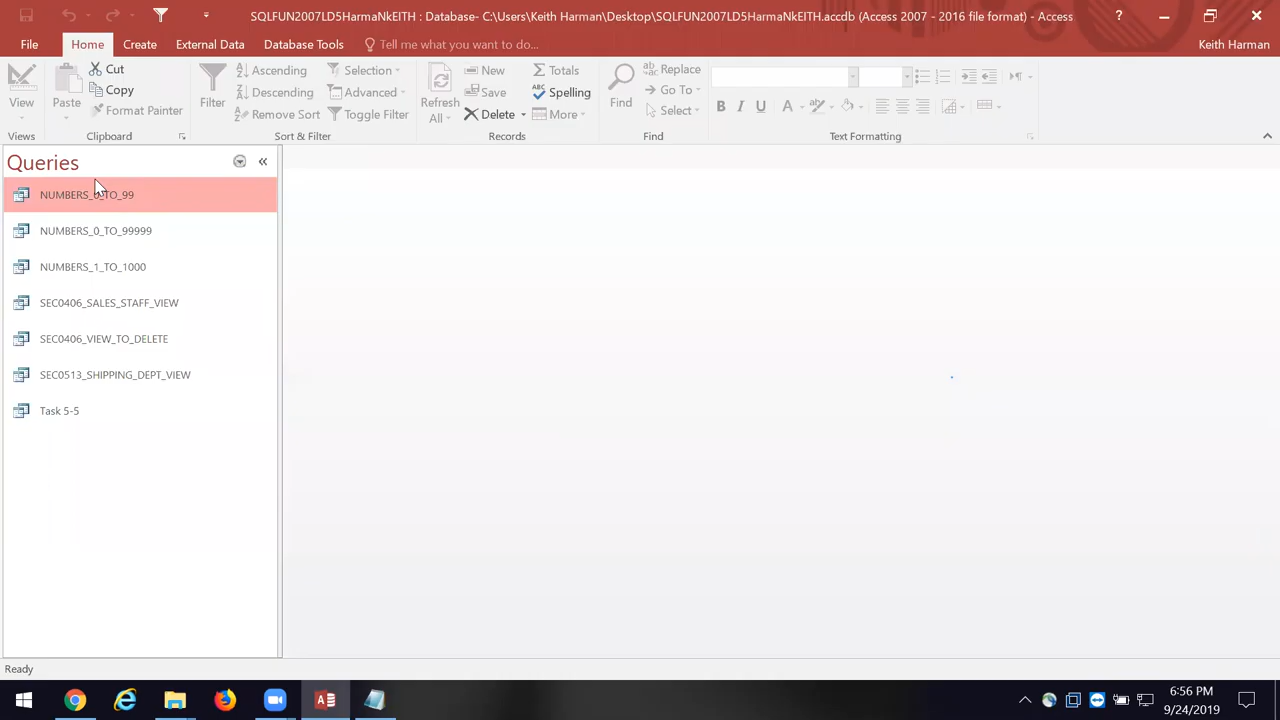 SQLFUN2007LD5HarmaNkEITH : Database- C:\Users\Keith Harman\Desktop\SQLFUN2007LD5HarmaNkEITH.accdb (Access 2007 - 2016 file format) - Access
?
File Home Create External Data Database Tools Tell me what you want to do... Keith Harman
Cut Ascending Selection New Totals Replace
Copy Descending Advanced Save Spelling Go To
View Paste Format Painter Filter Remove Sort Toggle Filter Refresh All Delete More Find Select
B I U A
Views Clipboard Sort & Filter Records Find Text Formatting
Queries
NUMBERS_0_TO_99
NUMBERS_0_TO_99999
NUMBERS_1_TO_1000
SEC0406_SALES_STAFF_VIEW
SEC0406_VIEW_TO_DELETE
SEC0513_SHIPPING_DEPT_VIEW
Task 5-5
Ready
6:56 PM
9/24/2019